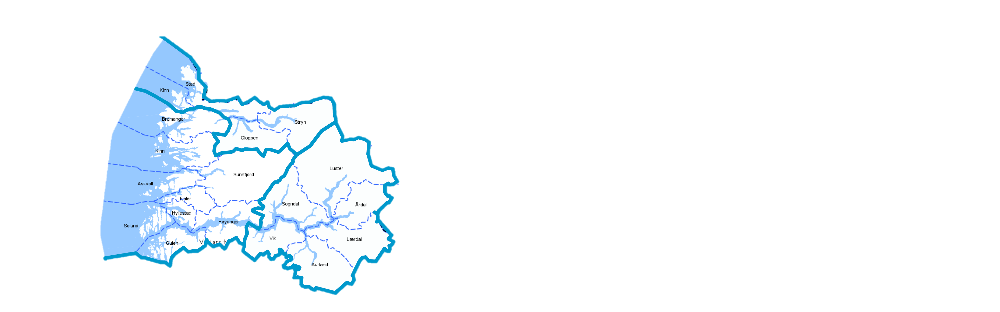 Stad
Kinn
Bremanger
Stryn
Gloppen
Kinn
Luster
Sunnfjord
Askvoll
Fjaler
Sogndal
Årdal
Hyllestad
Høyanger
Solund
Vik
Lærdal
Gulen
Aurland